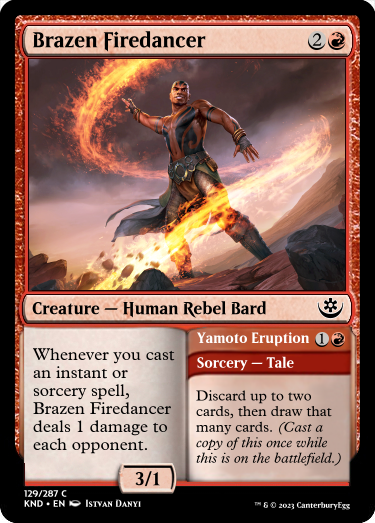 Brazen Firedancer 2
Creature — Human Rebel Bard
Whenever you cast
an instant or
sorcery spell,
Brazen Firedancer
deals 1 damage to
each opponent.
Yamoto Eruption 1
Sorcery — Tale
Discard up to two
cards, then draw that
many cards. (Cast a
copy of this once while
this is on the battlefield.)
3/1
129/287 C
KND • EN Istvan Danyi
™ & © 2023 CanterburyEgg